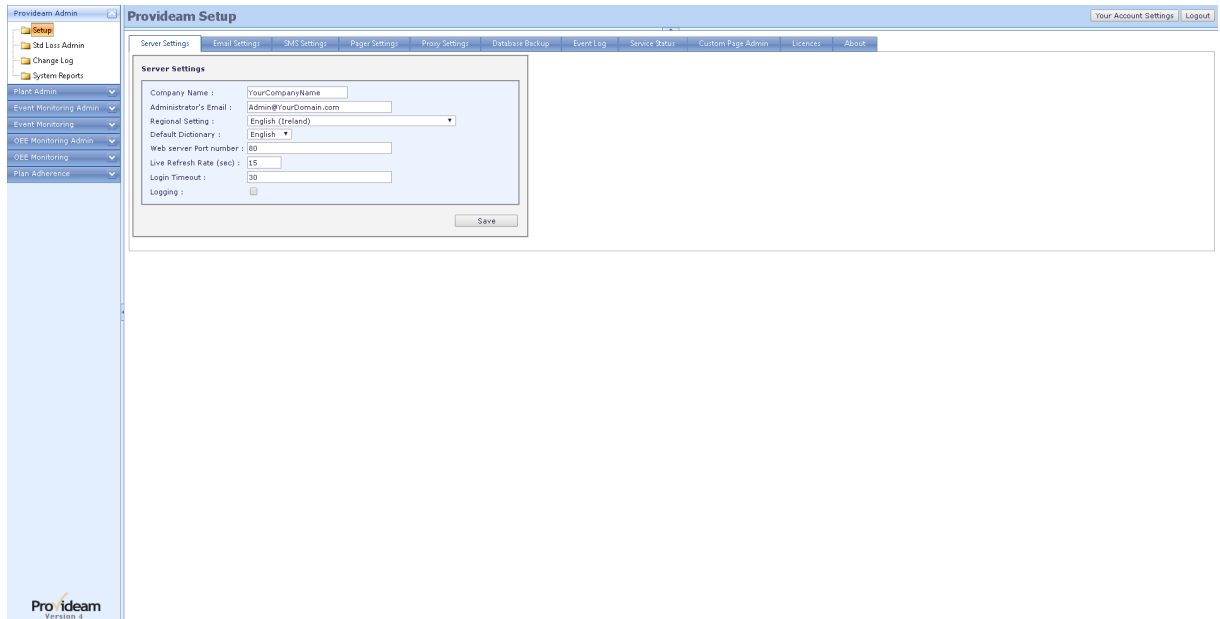 Provideam Admin
Setup
Std Loss Admin
Change Log
System Reports
Plant Admin
Event Monitoring Admin
Event Monitoring
OEE Monitoring Admin
OEE Monitoring
Plan Adherence
Provideam
Version 4
Provideam Setup
Your Account Settings Logout
Server Settings Email Settings SMS Settings Pager Settings Proxy Settings Database Backup Event Log Service Status Custom Page Admin Licences About
Server Settings
Company Name : YourCompanyName
Administrator's Email : Admin@YourDomain.com
Regional Setting : English (Ireland)
Default Dictionary : English
Web server Port number : 80
Live Refresh Rate (sec) : 15
Login Timeout : 30
Logging :
Save